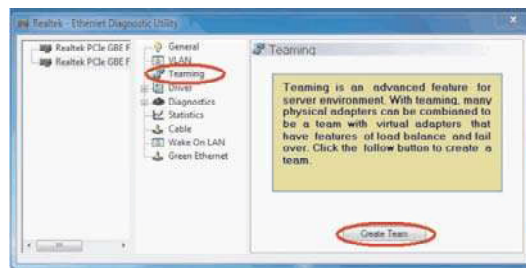 Realtek - Ethernet Diagnostic Utility
Realtek PCIe GBE F
Realtek PCIe GBE F
General
VLAN
Teaming
Driver
Diagnostics
Statistics
Cable
Wake On LAN
Green Ethernet
Teaming
Teaming is an advanced feature for
server environment. With teaming, many
physical adapters can be combianed to
be a team with virtual adapters that
have features of load balance and fail
over. Click the follow button to create a
team.
Create Team